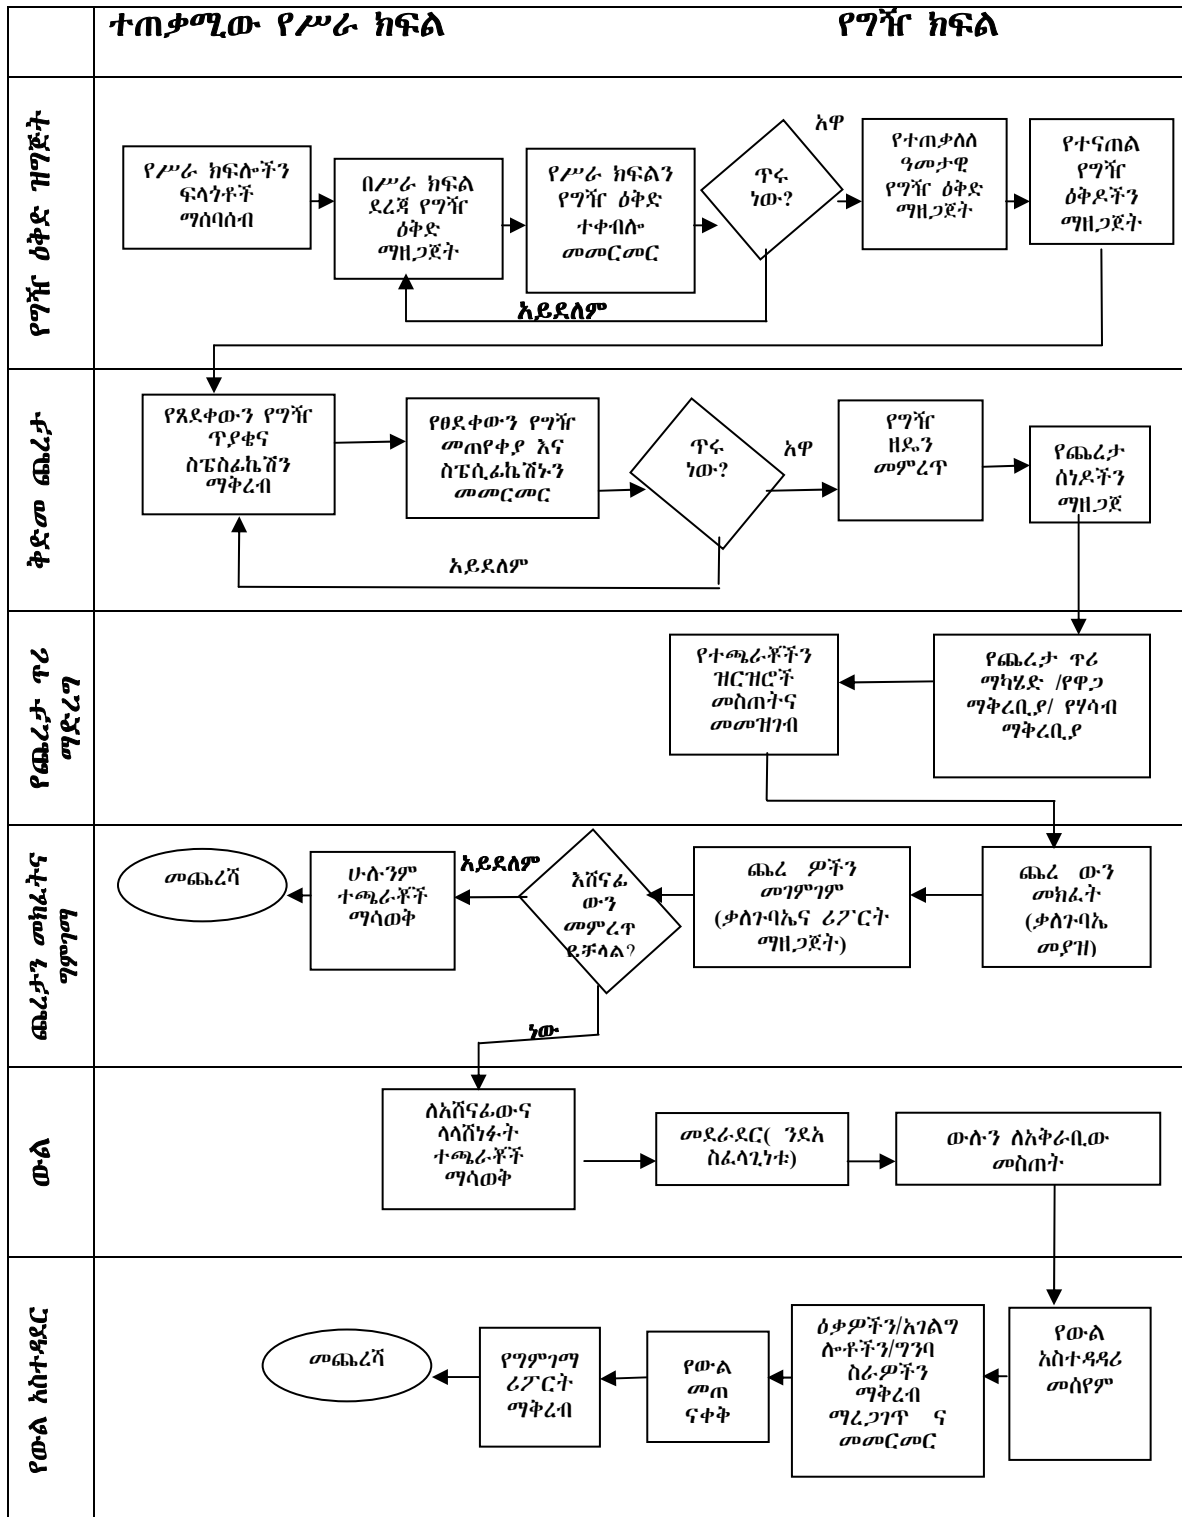 ተጠቃሚው የሥራ ክፍል
የግዥ ክፍል
የግዥ ዕቅድ ዝግጅት
የሥራ ክፍሎችን
ፍላጎቶች
ማሰባሰብ
በሥራ ክፍል
ደረጃ የግዥ
ዕቅድ
ማዘጋጀት
የሥራ ክፍልን
የግዥ ዕቅድ
ተቀብሎ
መመርመር
ጥሩ
ነው?
አዋ
የተጠቃለለ
ዓመታዊ
የግዥ ዕቅድ
ማዘጋጀት
የተናጠል
የግዥ
ዕቅዶችን
ማዘጋጀት
አይደለም
ቅድመ ጨረታ
የጸደቀውን የግዥ
ጥያቄና
ስፔስፊኬሽን
ማቅረብ
የፀደቀውን የግዥ
መጠየቀያ እና
ስፔሲፊኬሽኑን
መመርመር
ጥሩ
ነው?
አዋ
የግዥ
ዘዴን
መምረጥ
የጨረታ
ሰነዶችን
ማዘጋጀ
አይደለም
የጨረታ ጥሪ
ማድረግ
የተጫራቾችን
ዝርዝሮች
መስጠትና
መመዝገብ
የጨረታ ጥሪ
ማካሄድ /የዋጋ
ማቅረቢያ/ የሃሳብ
ማቅረቢያ
ጨረታን መክፈትና
ግምገማ
መጨረሻ
ሁሉንም
ተጫራቾች
ማሳወቅ
አይደለም
እሸናፊ
ውን
መምረጥ
ይቻላል?
ጨረ ዎችን
መገምገም
(ቃለጉባኤና ሪፖርት
ማዘጋጀት)
ጨረ ውን
መክፈት
(ቃለጉባኤ
መያዝ)
ነው
ውል
ለአሸናፊውና
ላላሸነፉት
ተጫራቾች
ማሳወቅ
መደራደር( ንደአ
ስፈላጊነቱ)
ውሉን ለአቅራቢው
መስጠት
የውል አስተዳደር
መጨረሻ
የግምገማ
ሪፖርት
ማቅረብ
የውል
መጠ
ናቀቅ
ዕቃዎችን/አገልግ
ሎቶችን/ግንባ
ስራዎችን
ማቅረብ
ማረጋገጥ ና
መመርመር
የውል
አስተዳዳሪ
መሰየም